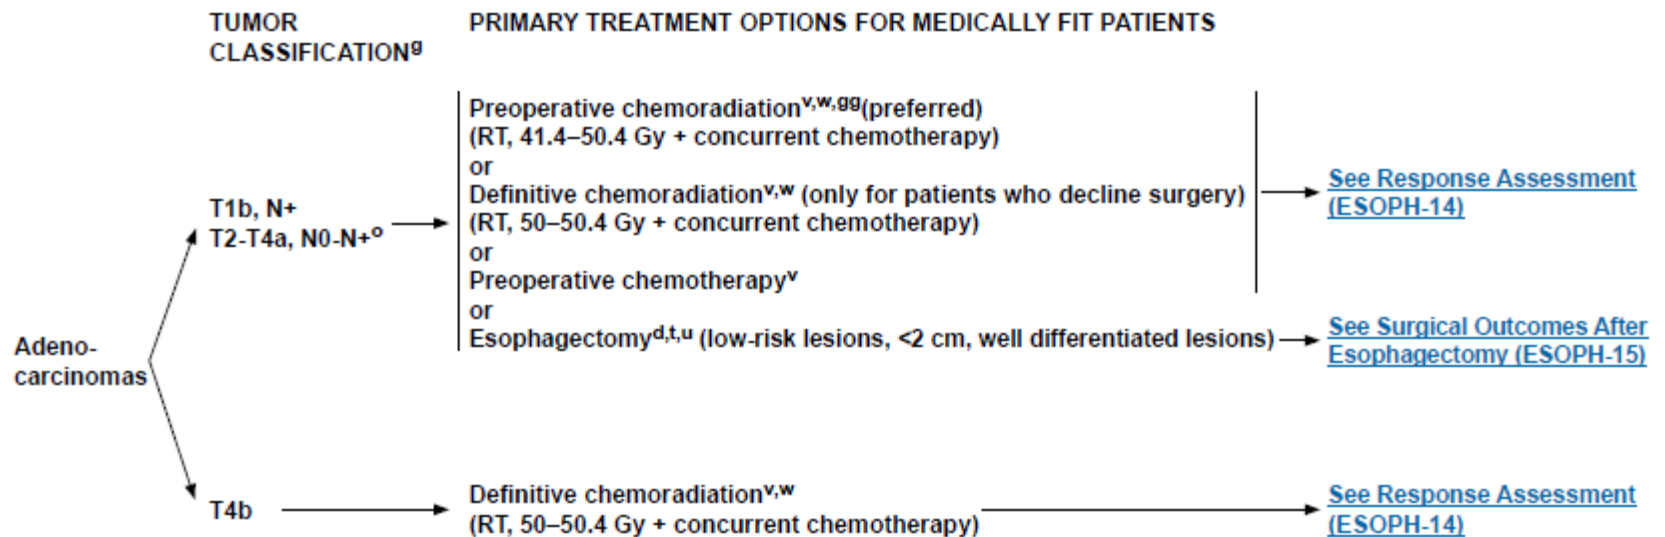 TUMOR
CLASSIFICATIONg
PRIMARY TREATMENT OPTIONS FOR MEDICALLY FIT PATIENTS
Adeno-
carcinomas
T1b, N+
T2-T4a, N0-N+o
Preoperative chemoradiationv,w,gg(preferred)
(RT, 41.4–50.4 Gy + concurrent chemotherapy)
or
Definitive chemoradiationv,w (only for patients who decline surgery)
(RT, 50–50.4 Gy + concurrent chemotherapy)
or
Preoperative chemotherapyv
or
Esophagectomyd,t,u (low-risk lesions, <2 cm, well differentiated lesions)
See Response Assessment
(ESOPH-14)
See Surgical Outcomes After
Esophagectomy (ESOPH-15)
T4b
Definitive chemoradiationv,w
(RT, 50–50.4 Gy + concurrent chemotherapy)
See Response Assessment
(ESOPH-14)